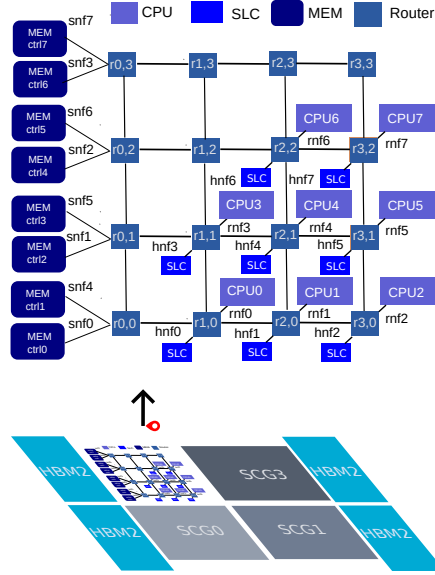 CPU SLC MEM Router
snf7
MEM
ctrl7
snf3
MEM
ctrl6
r0,3 r1,3 r2,3 r3,3
snf6
MEM
ctrl5
snf2
MEM
ctrl4
CPU6 CPU7
rnf6 rnf7
r0,2 r1,2 r2,2 r3,2
hnf6 SLC hnf7 SLC
snf5
MEM
ctrl3
snf1
MEM
ctrl2
CPU3 CPU4 CPU5
rnf3 rnf4 rnf5
r0,1 r1,1 r2,1 r3,1
hnf3 hnf4 hnf5
SLC SLC SLC
snf4
MEM
ctrl1
snf0
MEM
ctrl0
CPU0 CPU1 CPU2
rnf0 rnf1 rnf2
r0,0 r1,0 r2,0 r3,0
hnf0 hnf1 hnf2
SLC SLC SLC
HBM2 SCG3 HBM2
HBM2 SCG0 SCG1 HBM2